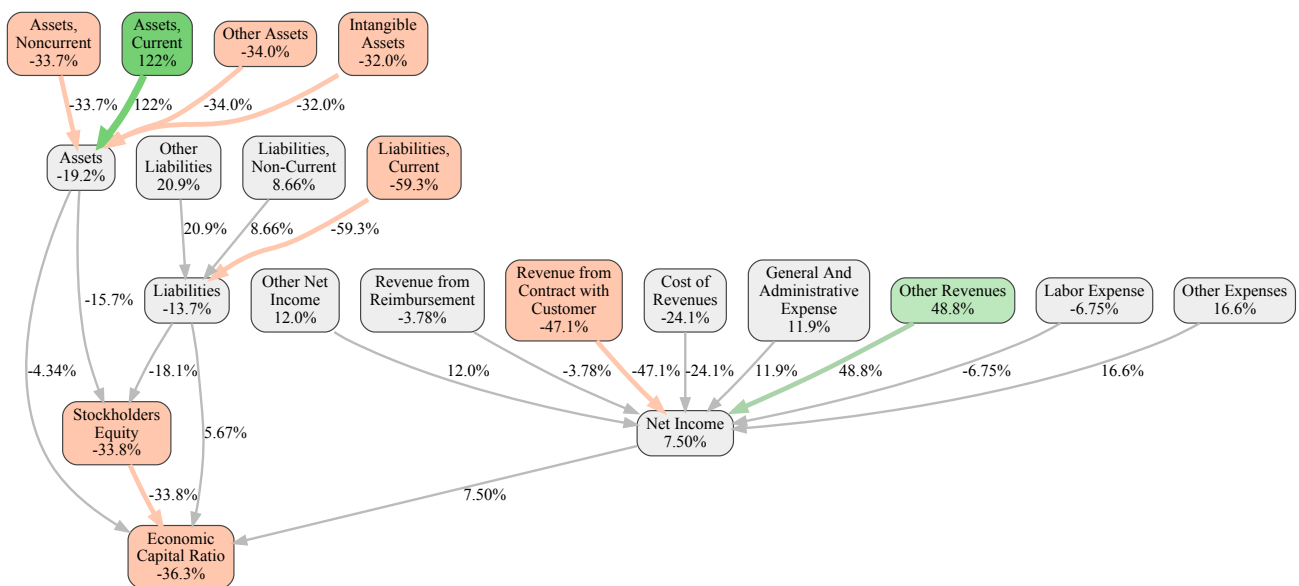 Assets,
Noncurrent
-33.7%
Assets,
Current
122%
Other Assets
-34.0%
Intangible
Assets
-32.0%
-33.7%
122%
-34.0%
-32.0%
Assets
-19.2%
Other
Liabilities
20.9%
Liabilities,
Non-Current
8.66%
Liabilities,
Current
-59.3%
20.9%
8.66%
-59.3%
-15.7%
Liabilities
-13.7%
Other Net
Income
12.0%
Revenue from
Reimbursement
-3.78%
Revenue from
Contract with
Customer
-47.1%
Cost of
Revenues
-24.1%
General And
Administrative
Expense
11.9%
Other Revenues
48.8%
Labor Expense
-6.75%
Other Expenses
16.6%
-4.34%
-18.1%
12.0%
-3.78%
-47.1%
-24.1%
11.9%
48.8%
-6.75%
16.6%
Stockholders
Equity
-33.8%
5.67%
Net Income
7.50%
-33.8%
7.50%
Economic
Capital Ratio
-36.3%